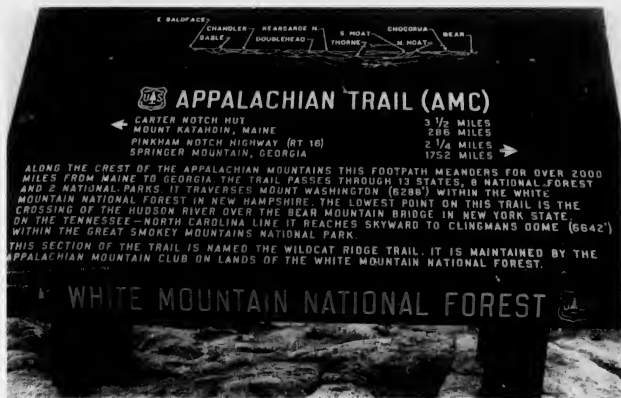 E BALDFACE
CHANDLER KEARSARGE N. S. MOAT CHOCORUA
SABLE DOUBLEHEAD THORNE N. MOAT BEAR
US APPALACHIAN TRAIL (AMC)
CARTER NOTCH HUT 3 1/2 MILES
MOUNT KATAHDIN, MAINE 286 MILES
PINKHAM NOTCH HIGHWAY (RT 16) 2 1/4 MILES
SPRINGER MOUNTAIN, GEORGIA 1752 MILES
ALONG THE CREST OF THE APPALACHIAN MOUNTAINS THIS FOOTPATH MEANDERS FOR OVER 2000
MILES FROM MAINE TO GEORGIA. THE TRAIL PASSES THROUGH 13 STATES, 8 NATIONAL FOREST
AND 2 NATIONAL PARKS. IT TRAVERSES MOUNT WASHINGTON (6288') WITHIN THE WHITE
MOUNTAIN NATIONAL FOREST IN NEW HAMPSHIRE. THE LOWEST POINT ON THIS TRAIL IS THE
CROSSING OF THE HUDSON RIVER OVER THE BEAR MOUNTAIN BRIDGE IN NEW YORK STATE.
ON THE TENNESSEE-NORTH CAROLINA LINE IT REACHES SKYWARD TO CLINGMANS DOME (6642')
WITHIN THE GREAT SMOKEY MOUNTAINS NATIONAL PARK.
THIS SECTION OF THE TRAIL IS NAMED THE WILDCAT RIDGE TRAIL. IT IS MAINTAINED BY THE
APPALACHIAN MOUNTAIN CLUB ON LANDS OF THE WHITE MOUNTAIN NATIONAL FOREST.
WHITE MOUNTAIN NATIONAL FOREST